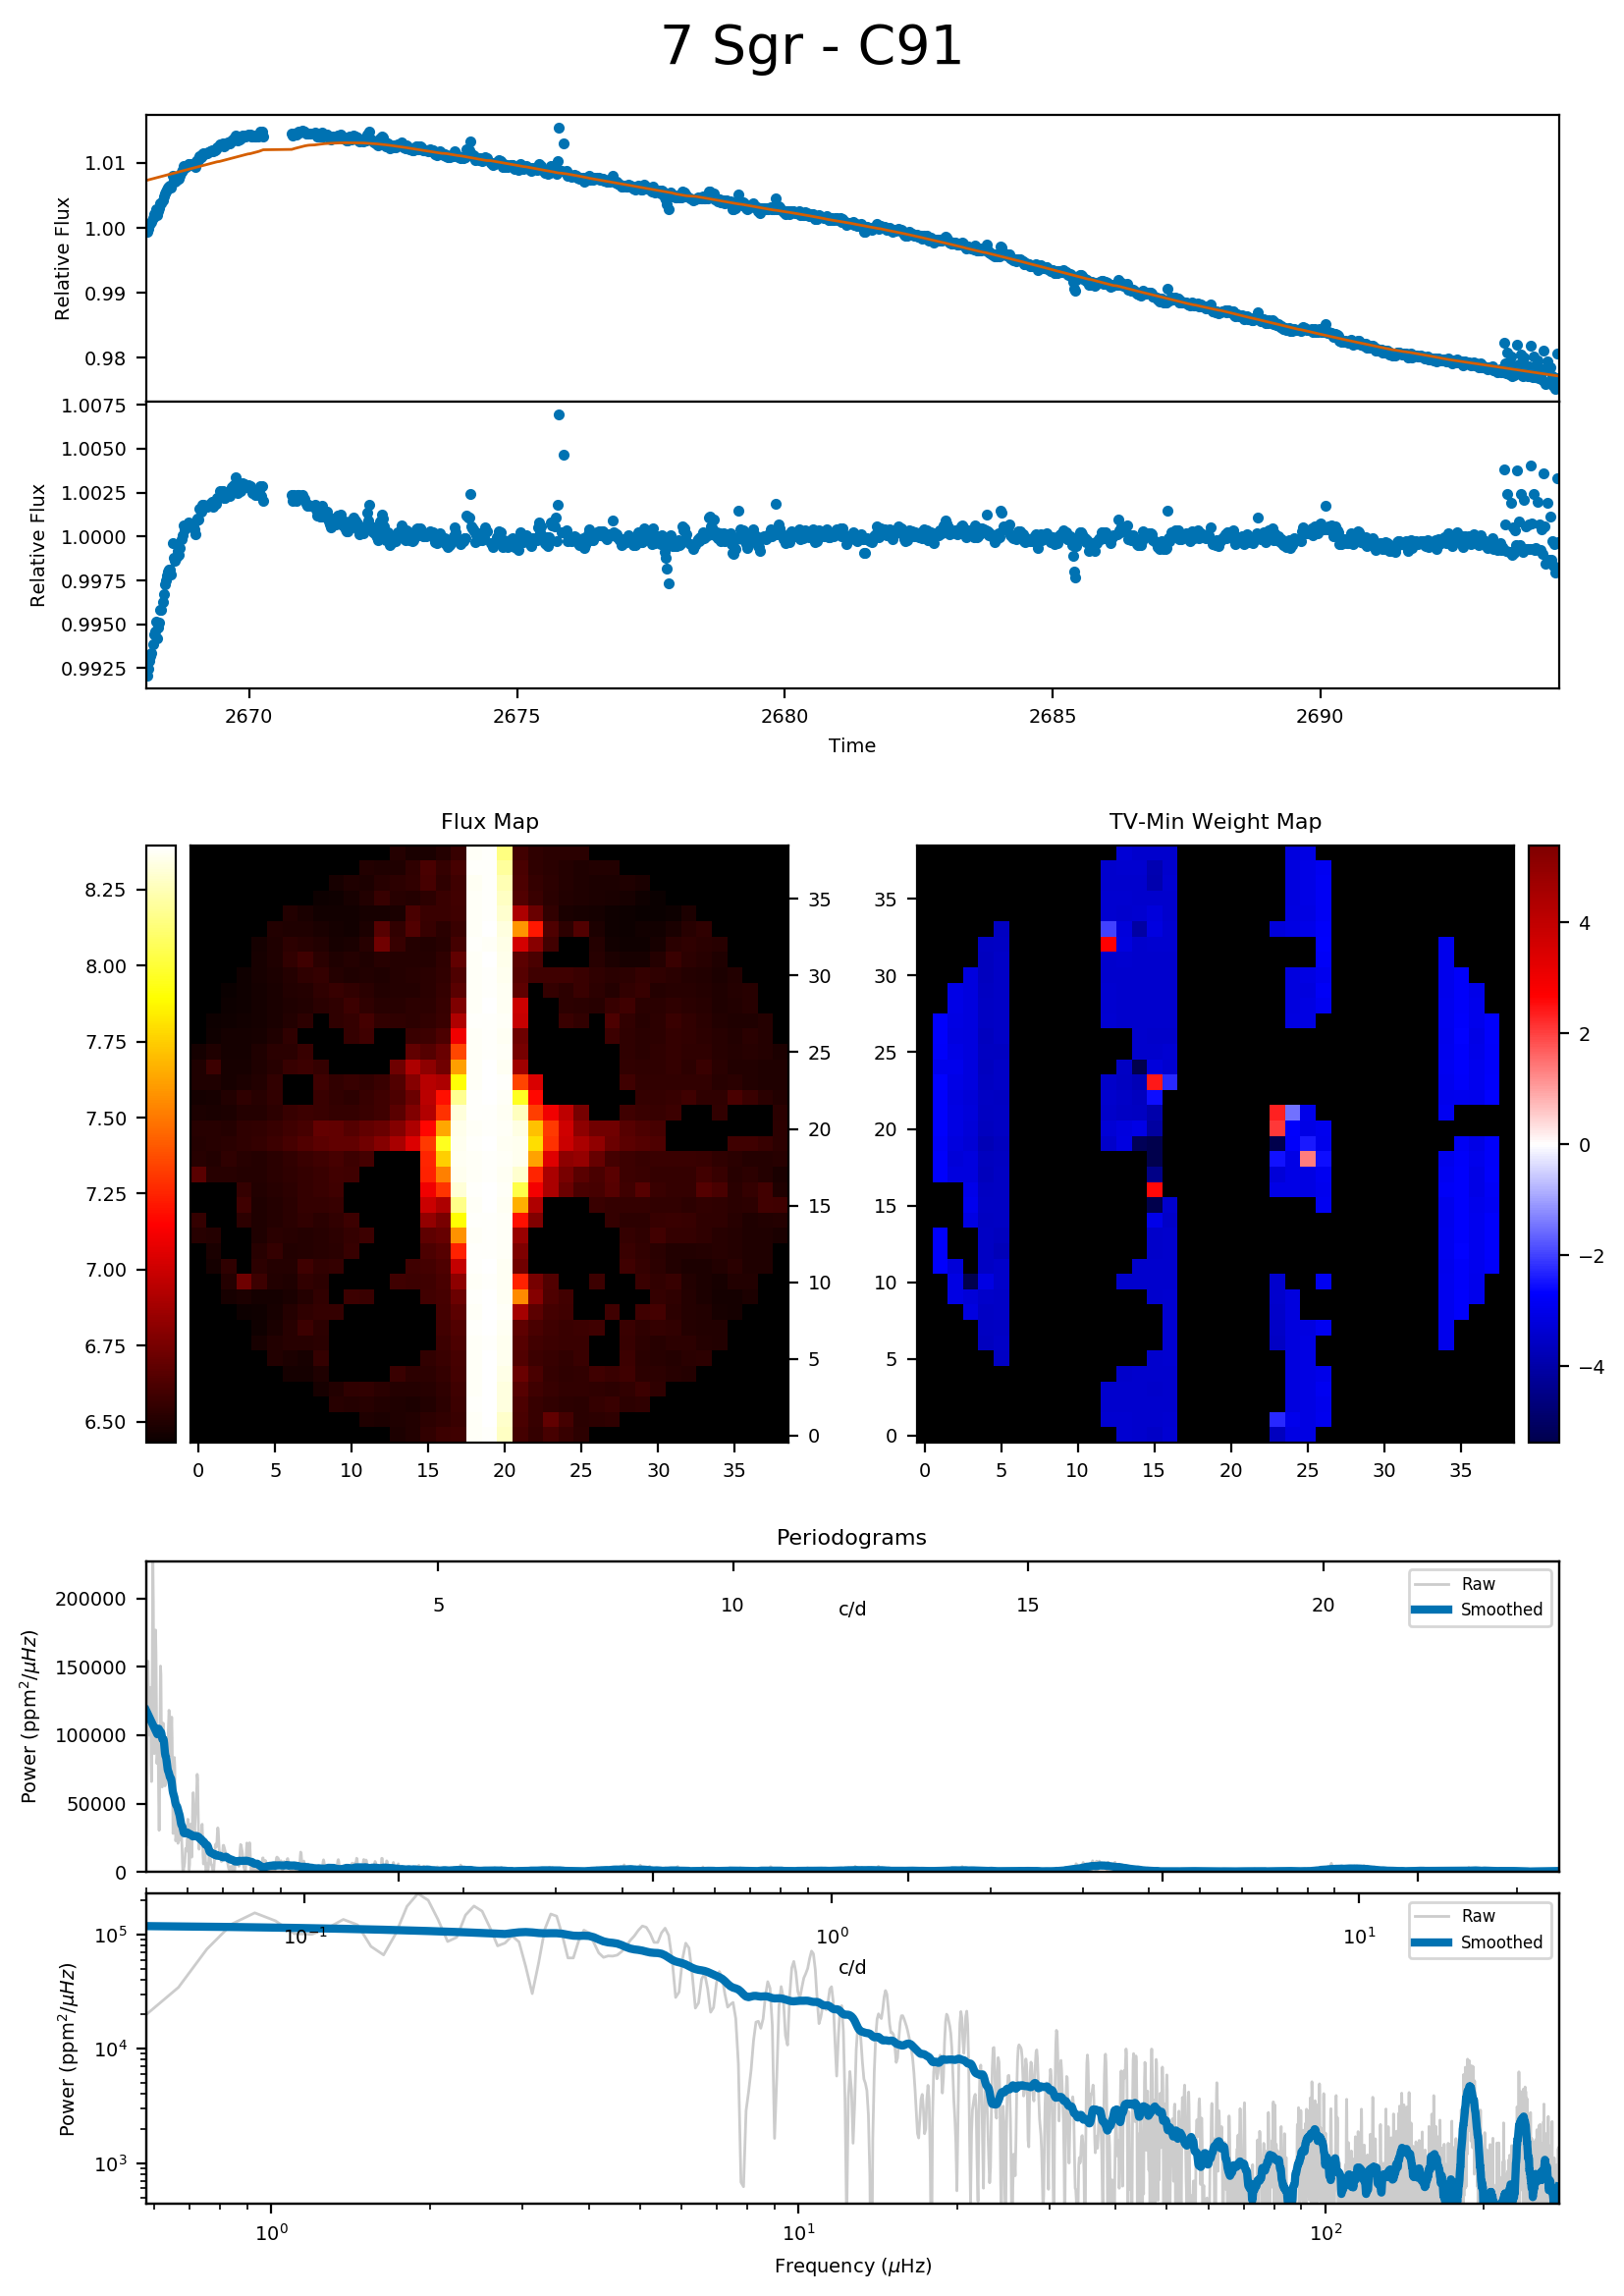 7 Sgr - C91
Relative Flux
1.01
1.00
0.99
0.98
Relative Flux
1.0075
1.0050
1.0025
1.0000
0.9975
0.9950
0.9925
2670 2675 2680 2685 2690
Time
Flux Map
8.25
8.00
7.75
7.50
7.25
7.00
6.75
6.50
35
30
25
20
15
10
5
0
0 5 10 15 20 25 30 35
TV-Min Weight Map
35
30
25
20
15
10
5
0
0 5 10 15 20 25 30 35
4
2
0
−2
−4
Periodograms
Power (ppm²/μHz)
200000
150000
100000
50000
0
5 10 15 20
c/d
Raw
Smoothed
Power (ppm²/μHz)
10⁵
10⁴
10³
10⁻¹ 10⁰ 10¹
c/d
Raw
Smoothed
10⁰ 10¹ 10²
Frequency (μHz)